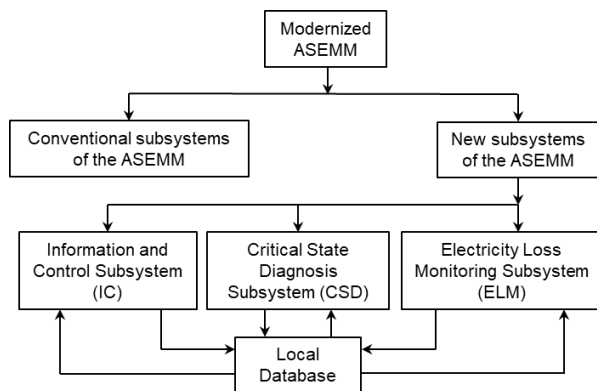 Modernized
ASEMM
Conventional subsystems
of the ASEMM
New subsystems
of the ASEMM
Information and
Control Subsystem
(IC)
Critical State
Diagnosis
Subsystem (CSD)
Electricity Loss
Monitoring Subsystem
(ELM)
Local
Database